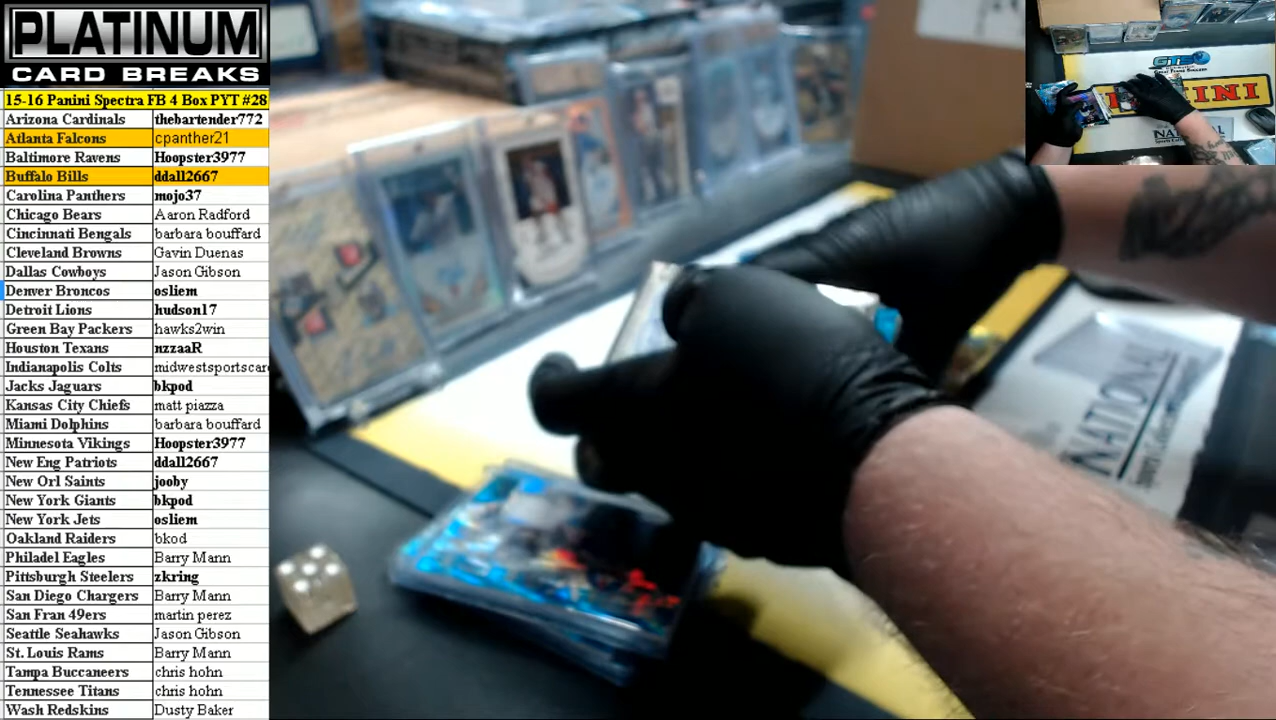 PLATINUM
CARD BREAKS
15-16 Panini Spectra FB 4 Box PYT #28
Arizona Cardinals thebartender772
Atlanta Falcons cpanther21
Baltimore Ravens Hoopster3977
Buffalo Bills ddall2667
Carolina Panthers mojo37
Chicago Bears Aaron Radford
Cincinnati Bengals barbara bouffard
Cleveland Browns Gavin Duenas
Dallas Cowboys Jason Gibson
Denver Broncos osliem
Detroit Lions hudson17
Green Bay Packers hawks2win
Houston Texans nzzaaR
Indianapolis Colts midwestsportscar
Jacks Jaguars bkpod
Kansas City Chiefs matt piazza
Miami Dolphins barbara bouffard
Minnesota Vikings Hoopster3977
New Eng Patriots ddall2667
New Orl Saints jooby
New York Giants bkpod
New York Jets osliem
Oakland Raiders bkod
Philadel Eagles Barry Mann
Pittsburgh Steelers zkring
San Diego Chargers Barry Mann
San Fran 49ers martin perez
Seattle Seahawks Jason Gibson
St. Louis Rams Barry Mann
Tampa Buccaneers chris hohn
Tennessee Titans chris hohn
Wash Redskins Dusty Baker
GTS
NINI
NATIONAL
NATIONAL